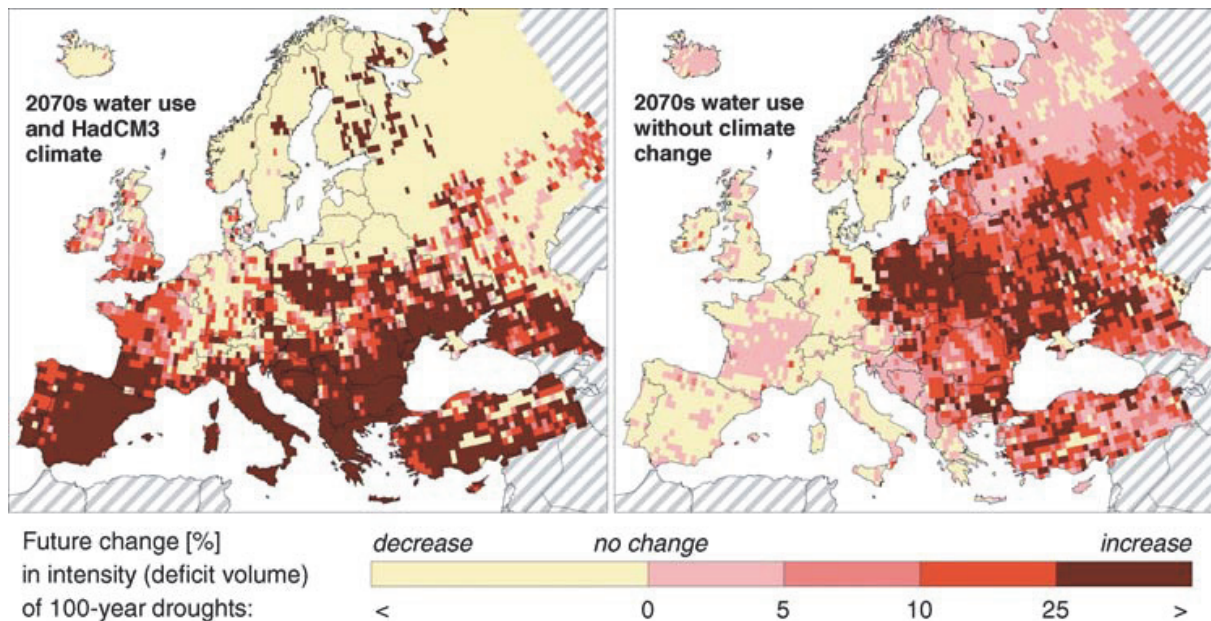 2070s water use
and HadCM3
climate
2070s water use
without climate
change
Future change [%]
in intensity (deficit volume)
of 100-year droughts:
decrease no change increase
< 0 5 10 25 >